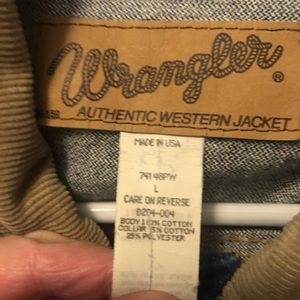 Wrangler
®
AUTHENTIC WESTERN JACKET
MADE IN USA
74148PW
L
CARE ON REVERSE
D204-004
BODY 100% COTTON
COLLAR 75% COTTON
25% POLYESTER